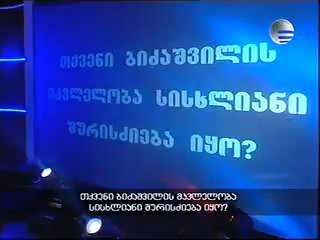 თქვენი ბიძაშვილის
მკვლელობა სისხლიანი
შურისძიება იყო?
თქვენი ბიძაშვილის მკვლელობა
სისხლიანი შურისძიება იყო?